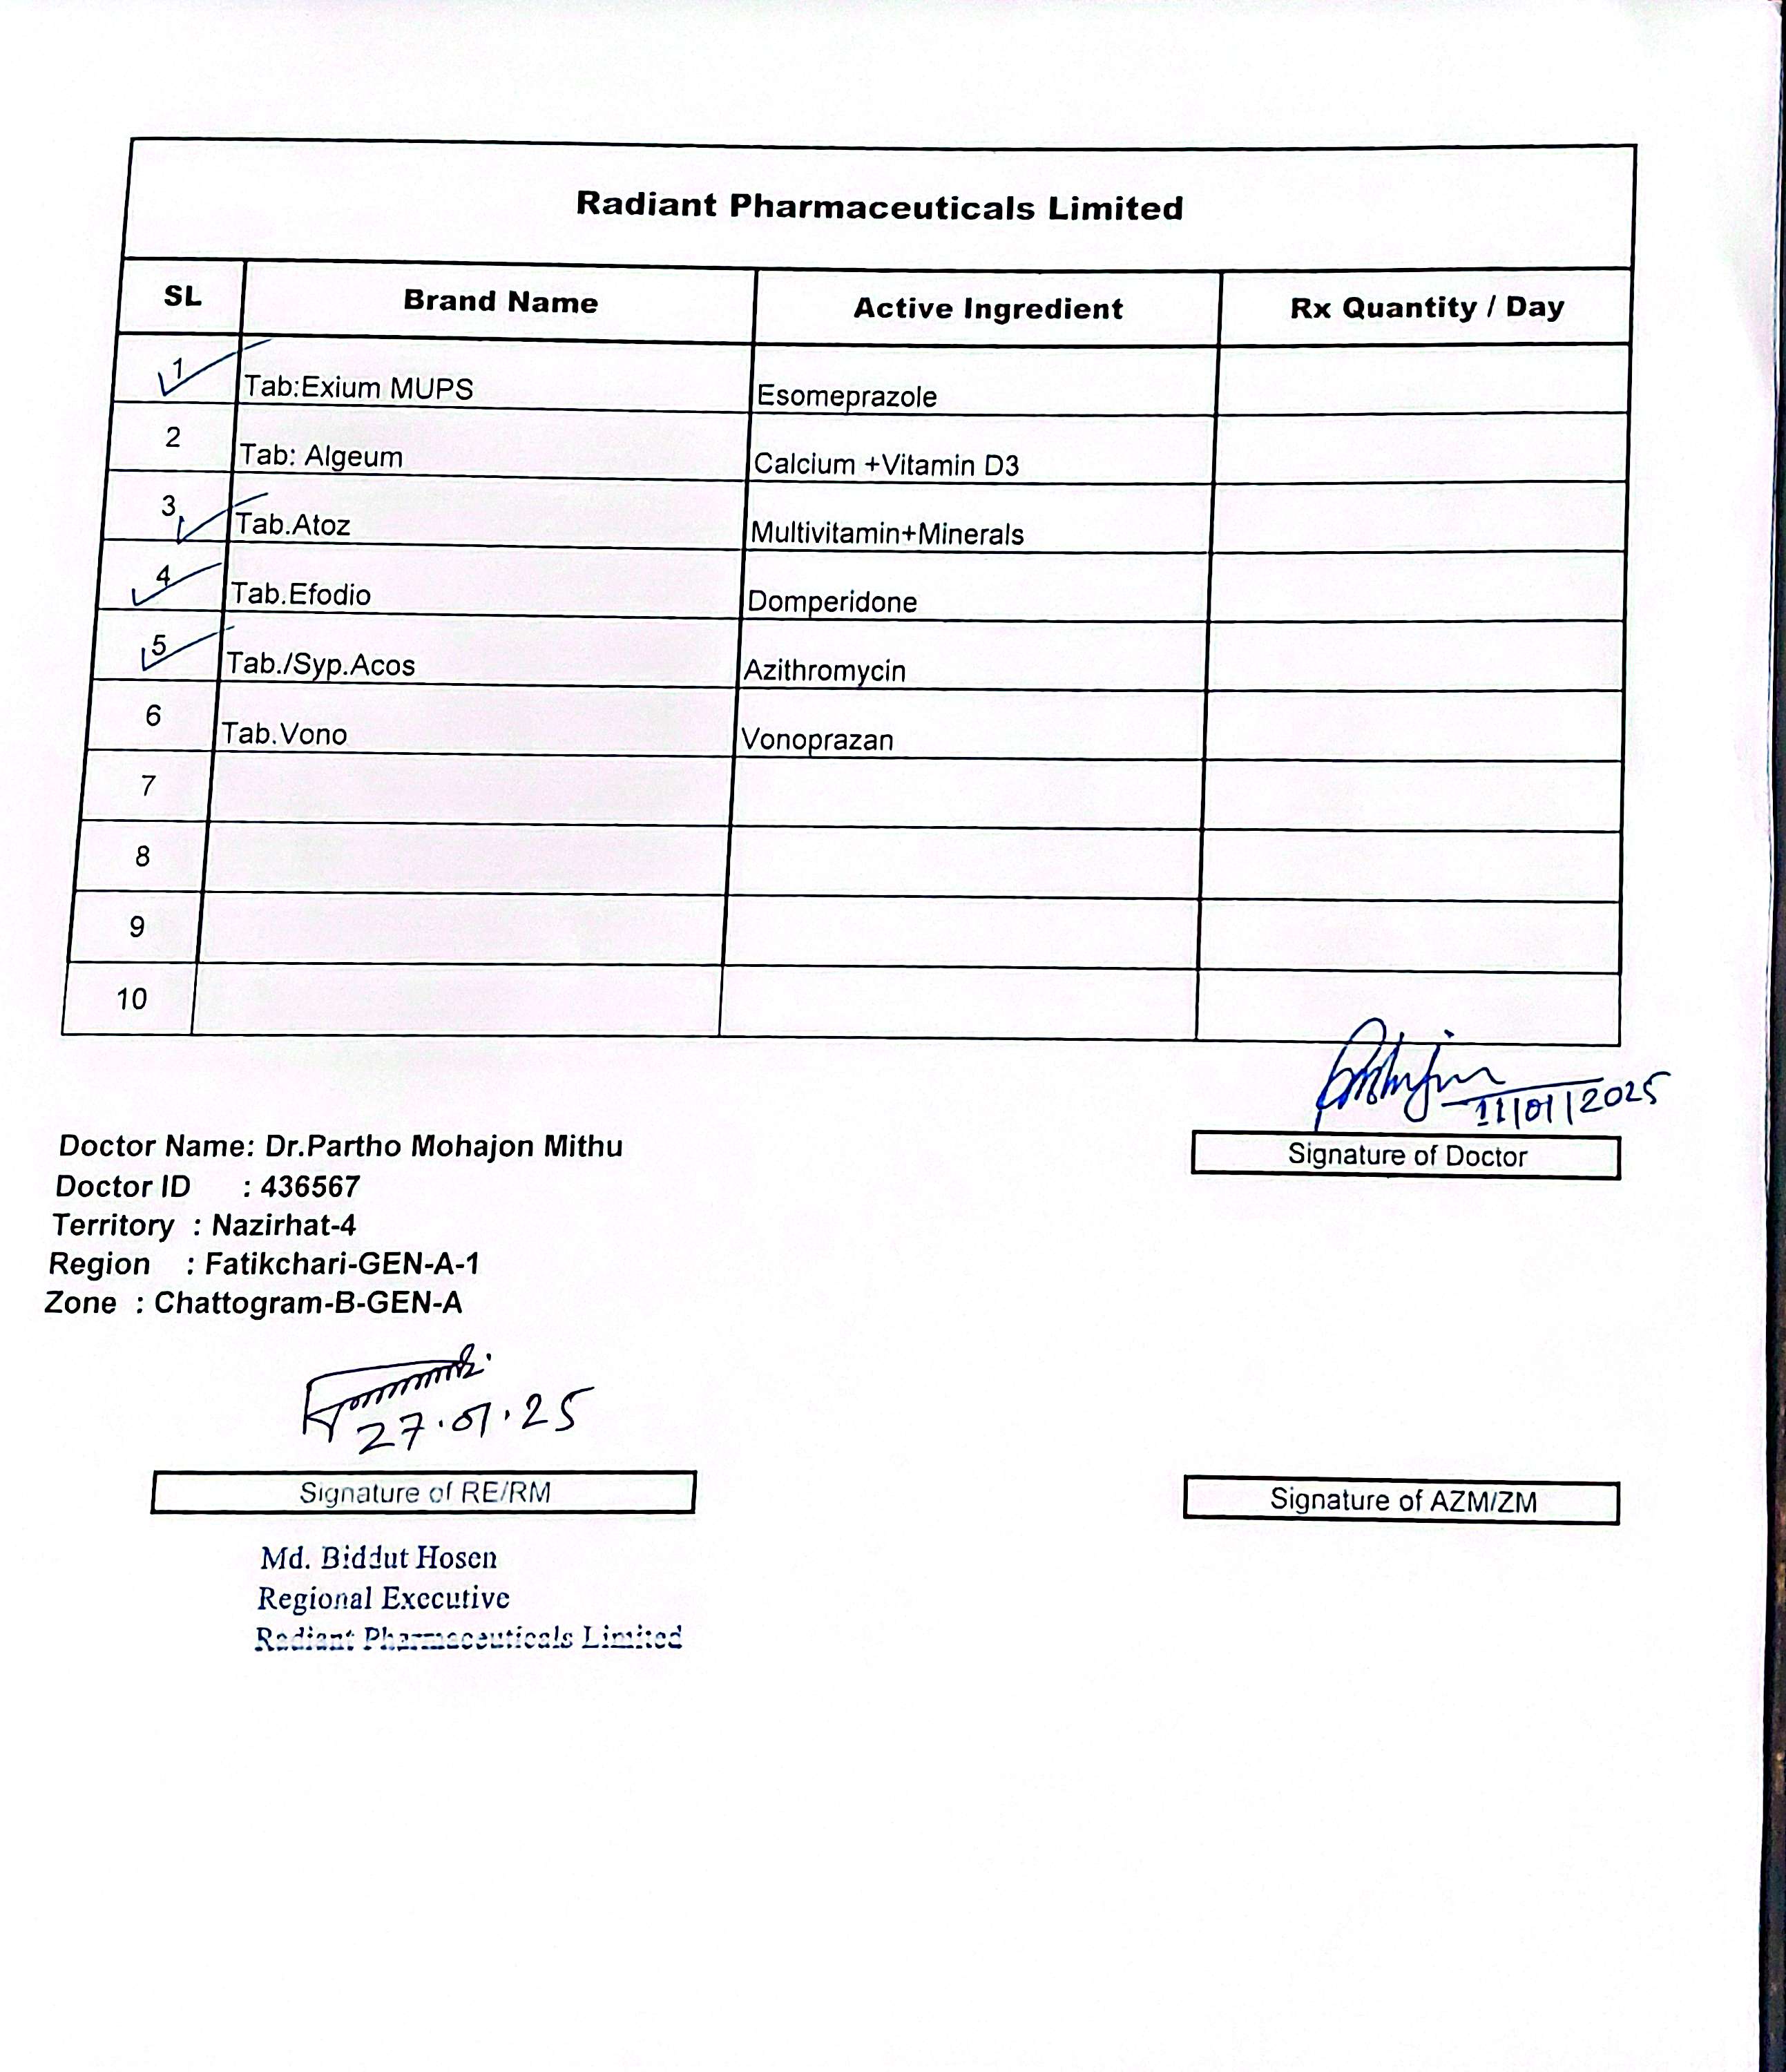 Radiant Pharmaceuticals Limited
SL Brand Name Active Ingredient Rx Quantity / Day
1 Tab:Exium MUPS Esomeprazole
2 Tab: Algeum Calcium +Vitamin D3
3 Tab.Atoz Multivitamin+Minerals
4 Tab.Efodio Domperidone
5 Tab./Syp.Acos Azithromycin
6 Tab.Vono Vonoprazan
7
8
9
10
11/01/2025
Signature of Doctor
Doctor Name: Dr.Partho Mohajon Mithu
Doctor ID : 436567
Territory : Nazirhat-4
Region : Fatikchari-GEN-A-1
Zone : Chattogram-B-GEN-A
27.01.25
Signature of RE/RM
Signature of AZM/ZM
Md. Biddut Hosen
Regional Executive
Radiant Pharmaceuticals Limited